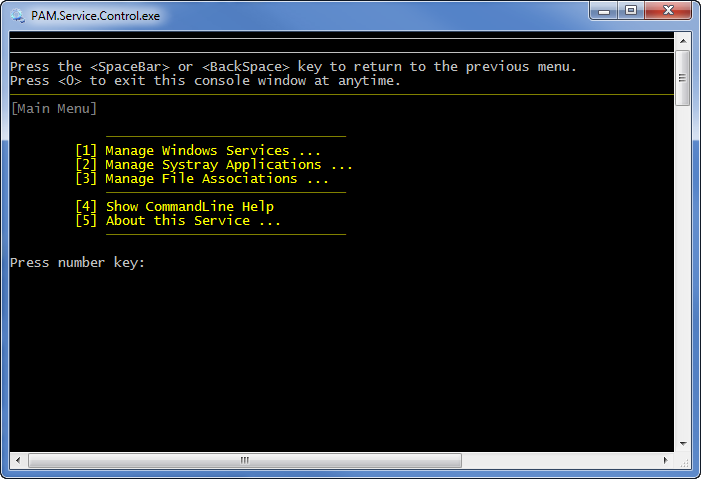 PAM.Service.Control.exe
Press the <SpaceBar> or <BackSpace> key to return to the previous menu.
Press <0> to exit this console window at anytime.
[Main Menu]
[1] Manage Windows Services ...
[2] Manage Systray Applications ...
[3] Manage File Associations ...
[4] Show CommandLine Help
[5] About this Service ...
Press number key: